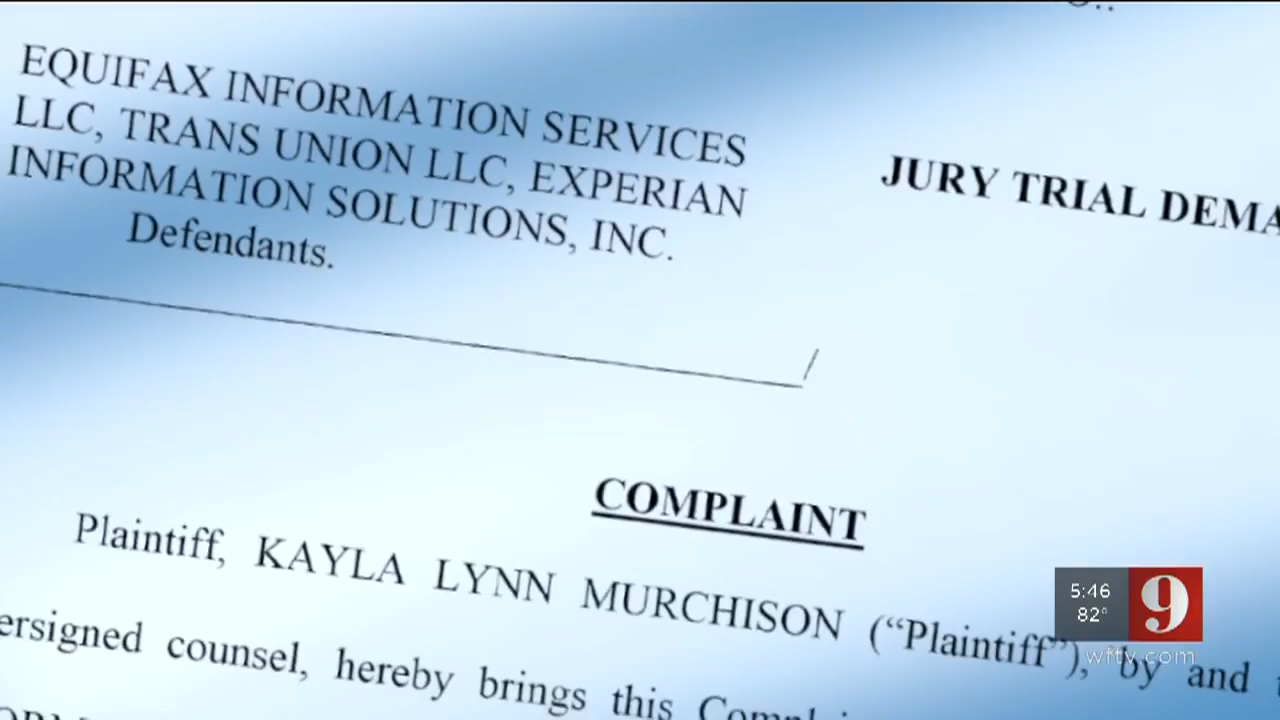 EQUIFAX INFORMATION SERVICES
LLC, TRANS UNION LLC, EXPERIAN
INFORMATION SOLUTIONS, INC.
Defendants.
JURY TRIAL DEMA
/
COMPLAINT
Plaintiff, KAYLA LYNN MURCHISON ("Plaintiff"), by and
ersigned counsel, hereby brings this Compl
5:46
82°
9
wftv.com